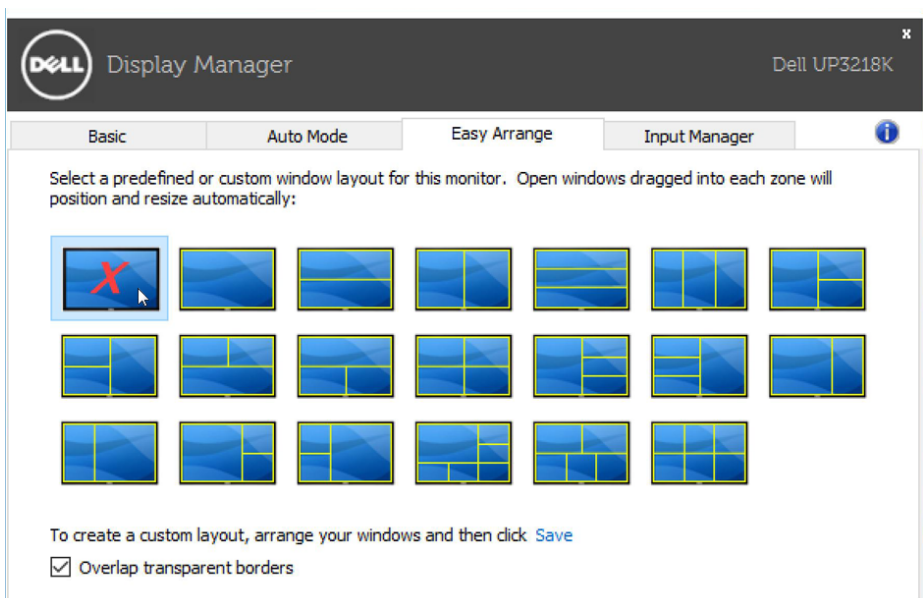 x
DELL
Display Manager
Dell UP3218K
Basic
Auto Mode
Easy Arrange
Input Manager
i
Select a predefined or custom window layout for this monitor. Open windows dragged into each zone will
position and resize automatically:
X
To create a custom layout, arrange your windows and then click Save
Overlap transparent borders